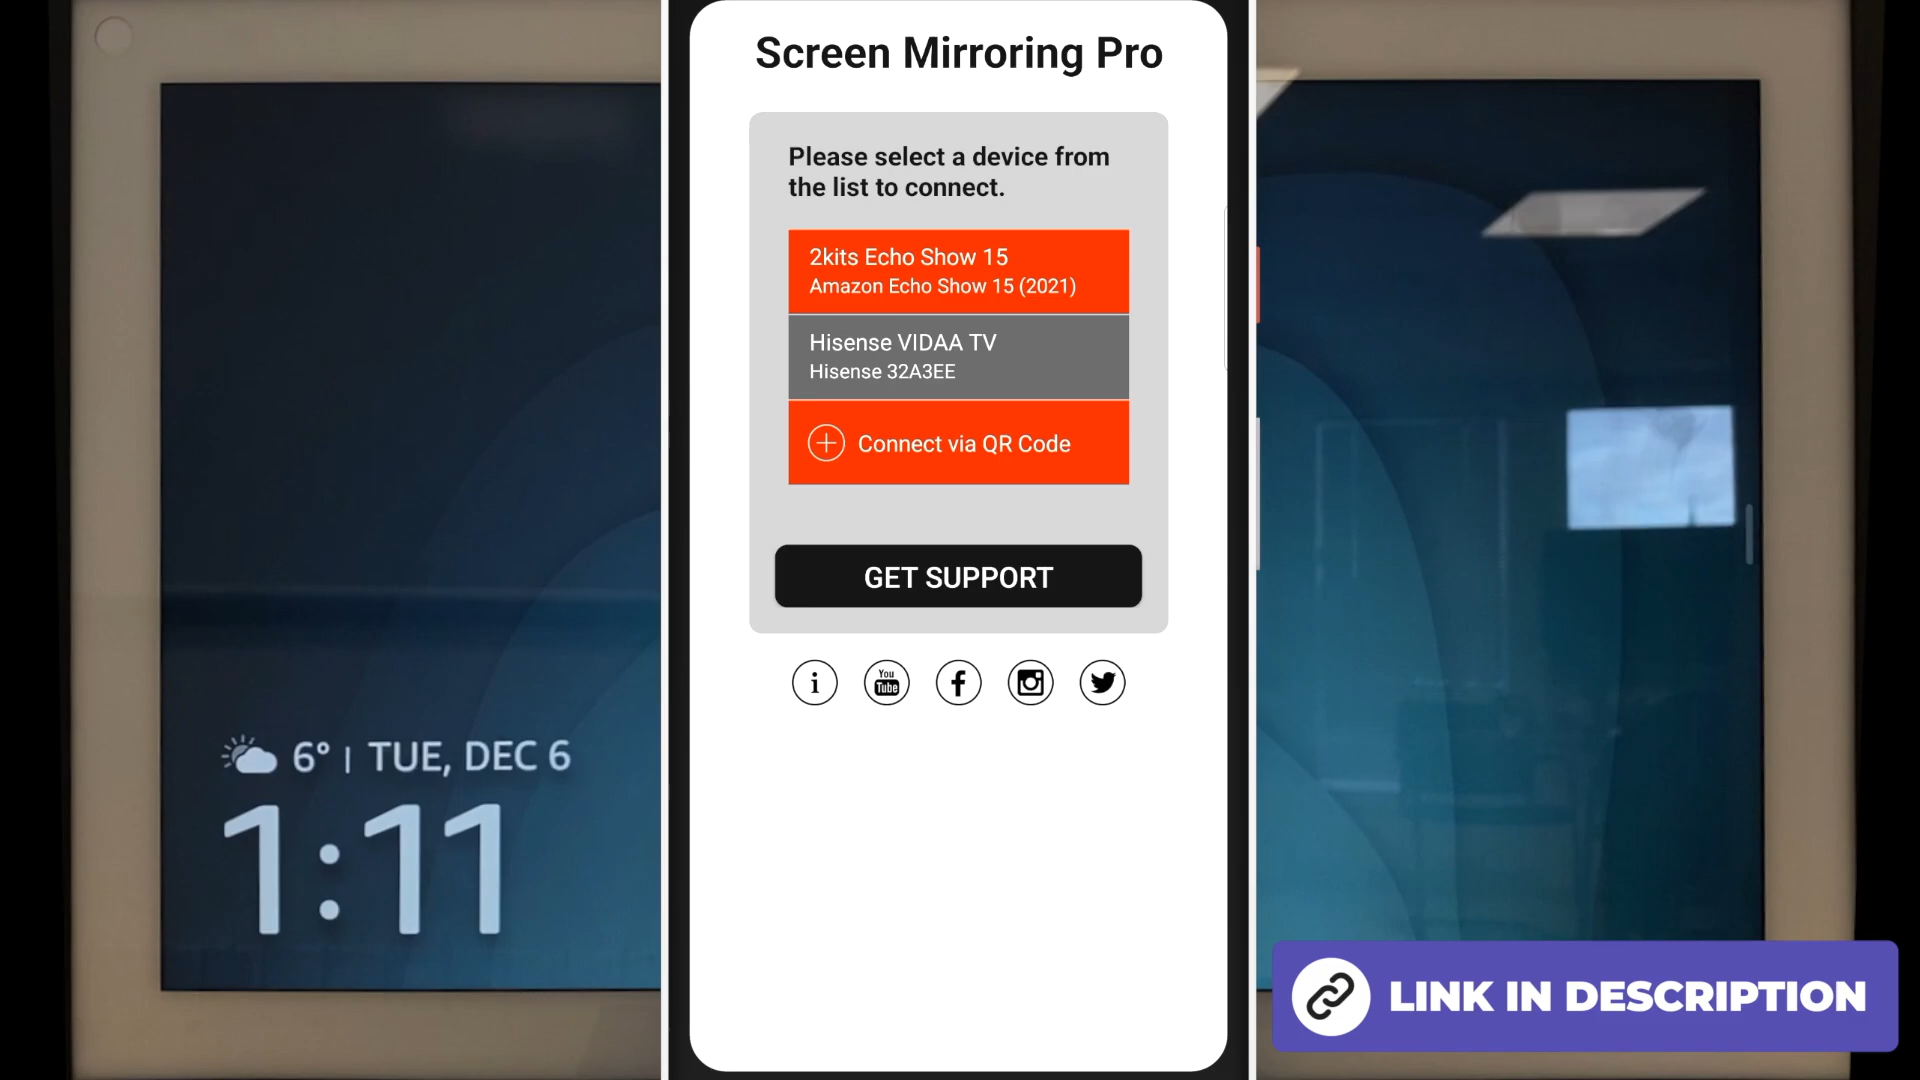 Screen Mirroring Pro
Please select a device from
the list to connect.
2kits Echo Show 15
Amazon Echo Show 15 (2021)
Hisense VIDAA TV
Hisense 32A3EE
Connect via QR Code
GET SUPPORT
i
You
Tube
f
6° | TUE, DEC 6
1:11
LINK IN DESCRIPTION